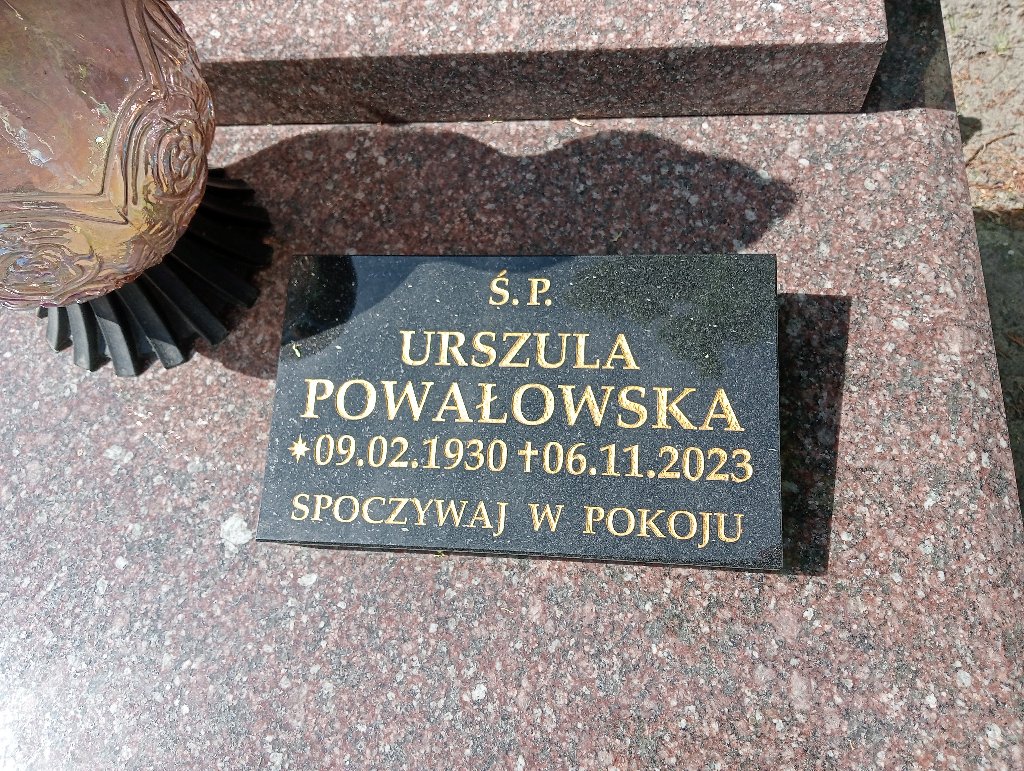 Ś. P.
URSZULA
POWAŁOWSKA
✴09.02.1930 ✝06.11.2023
SPOCZYWAJ W POKOJU